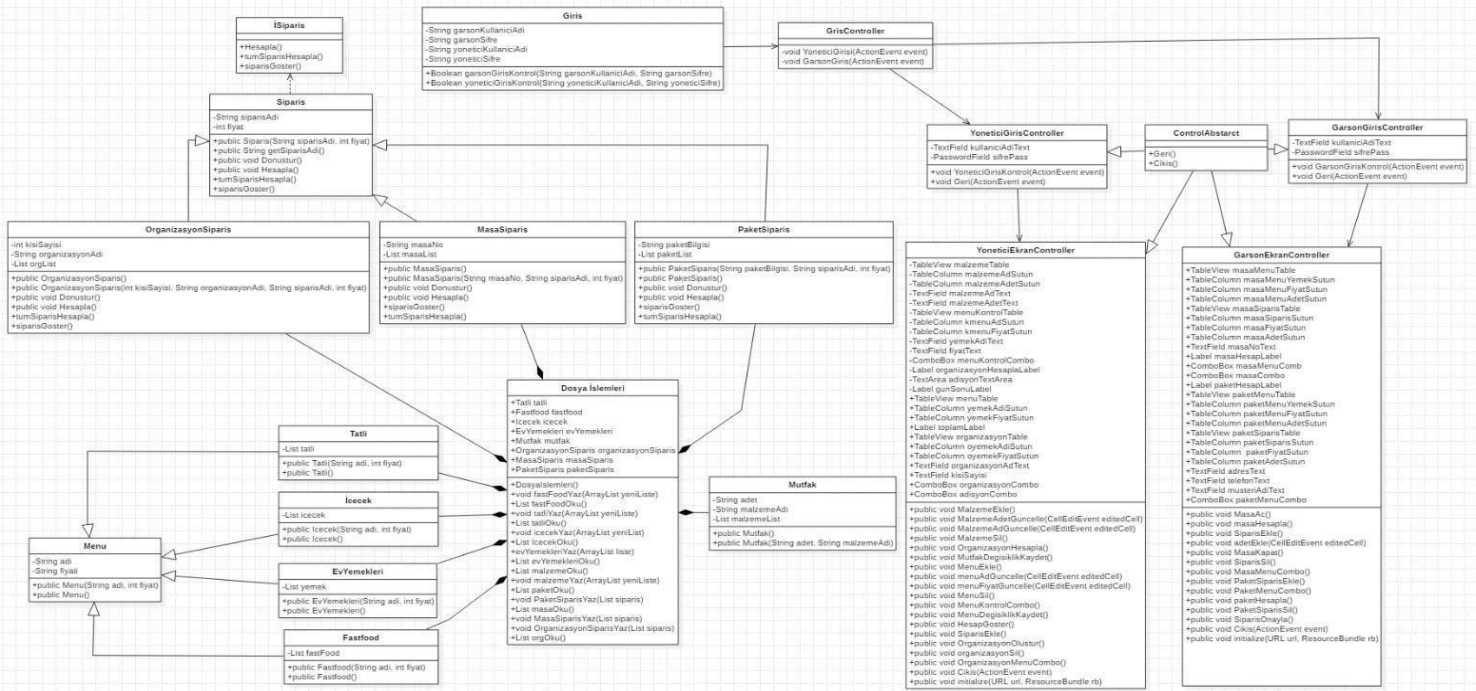 İSiparis
+Hesapla()
+tumSiparisHesapla()
+siparisGoster()
Giris
-String garsonKullaniciAdi
-String garsonSifre
-String yoneticiKullaniciAdi
-String yoneticiSifre
+Boolean garsonGirisKontrol(String garsonKullaniciAdi, String garsonSifre)
+Boolean yoneticiGirisKontrol(String yoneticiKullaniciAdi, String yoneticiSifre)
GrisController
-void YoneticiGirisi(ActionEvent event)
-void GarsonGiris(ActionEvent event)
Siparis
-String siparisAdi
-int fiyat
+public Siparis(String siparisAdi, int fiyat)
+public String getSiparisAdi()
+public void Donustur()
+public void Hesapla()
+tumSiparisHesapla()
+siparisGoster()
YoneticiGirisController
-TextField kullaniciAdiText
-PasswordField sifrePass
+void YoneticiGirisKontrol(ActionEvent event)
+void Geri(ActionEvent event)
ControlAbstarct
+Geri()
+Cikis()
GarsonGirisController
-TextField kullaniciAdiText
-PasswordField sifrePass
+void GarsonGirisKontrol(ActionEvent event)
+void Geri(ActionEvent event)
OrganizasyonSiparis
-int kisiSayisi
-String organizasyonAdi
-List orgList
+public OrganizasyonSiparis()
+public OrganizasyonSiparis(int kisiSayisi, String organizasyonAdi, String siparisAdi, int fiyat)
+public void Donustur()
+public void Hesapla()
+tumSiparisHesapla()
+siparisGoster()
MasaSiparis
-String masaNo
-List masaList
+public MasaSiparis()
+public MasaSiparis(String masaNo, String siparisAdi, int fiyat)
+public void Donustur()
+public void Hesapla()
+siparisGoster()
+tumSiparisHesapla()
PaketSiparis
-String paketBilgisi
-List paketList
+public PaketSiparis(String paketBilgisi, String siparisAdi, int fiyat)
+public PaketSiparis()
+public void Donustur()
+public void Hesapla()
+siparisGoster()
+tumSiparisHesapla()
YoneticiEkranController
-TableView malzemeTable
-TableColumn malzemeAdSutun
-TableColumn malzemeAdetSutun
-TextField malzemeAdText
-TextField malzemeAdetText
-TableView menuKontrolTable
-TableColumn kmenuAdSutun
-TableColumn kmenuFiyatSutun
-TextField yemekAdiText
-TextField fiyatText
-ComboBox menuKontrolCombo
-Label organizasyonHesaplaLabel
-TextArea adisyonTextArea
-Label gunSonuLabel
+TableView menuTable
+TableColumn yemekAdiSutun
+TableColumn yemekFiyatSutun
+Label toplamLabel
+TableView organizasyonTable
+TableColumn oyemekAdiSutun
+TableColumn oyemekFiyatSutun
+TextField organizasyonAdText
+TextField kisiSayisi
+ComboBox organizasyonCombo
+ComboBox adisyonCombo
+public void MalzemeEkle()
+public void MalzemeAdetGuncelle(CellEditEvent editedCell)
+public void MalzemeAdGuncelle(CellEditEvent editedCell)
+public void MalzemeSil()
+public void OrganizasyonHesapla()
+public void MutfakDegisiklikKaydet()
+public void MenuEkle()
+public void menuAdGuncelle(CellEditEvent editedCell)
+public void menuFiyatGuncelle(CellEditEvent editedCell)
+public void MenuSil()
+public void MenuKontrolCombo()
+public void MenuDegisiklikKaydet()
+public void HesapGoster()
+public void SiparisEkle()
+public void OrganizasyonOlustur()
+public void organizasyonSil()
+public void OrganizasyonMenuCombo()
+public void Cikis(ActionEvent event)
+public void initialize(URL url, ResourceBundle rb)
GarsonEkranController
+TableView masaMenuTable
+TableColumn masaMenuYemekSutun
+TableColumn masaMenuFiyatSutun
+TableColumn masaMenuAdetSutun
+TableView masaSiparisTable
+TableColumn masaSiparisSutun
+TableColumn masaFiyatSutun
+TableColumn masaAdetSutun
+TextField masaNoText
+Label masaHesapLabel
+ComboBox masaMenuComb
+ComboBox masaCombo
+Label paketHesapLabel
+TableView paketMenuTable
+TableColumn paketMenuYemekSutun
+TableColumn paketMenuFiyatSutun
+TableColumn paketMenuAdetSutun
+TableView paketSiparisTable
+TableColumn paketSiparisSutun
+TableColumn  paketFiyatSutun
+TableColumn paketAdetSutun
+TextField adresText
+TextField telefonText
+TextField musteriAdiText
+ComboBox paketMenuCombo
+public void MasaAc()
+public void masaHesapla()
+public void SiparisEkle()
+public void adetEkle(CellEditEvent editedCell)
+public void MasaKapat()
+public void SiparisSil()
+public void MasaMenuCombo()
+public void PaketSiparisEkle()
+public void PaketMenuCombo()
+public void paketHesapla()
+public void PaketSiparisSil()
+public void SiparisOnayla()
+public void Cikis(ActionEvent event)
+public void initialize(URL url, ResourceBundle rb)
Dosya İslemleri
+Tatli tatli
+Fastfood fastfood
+Icecek icecek
+EvYemekleri evYemekleri
+Mutfak mutfak
+OrganizasyonSiparis organizasyonSiparis
+MasaSiparis masaSiparis
+PaketSiparis paketSiparis
+DosyaIslemleri()
+void fastFoodYaz(ArrayList yeniListe)
+List fastFoodOku()
+void tatliYaz(ArrayList yeniListe)
+List tatliOku()
+void icecekYaz(ArrayList yeniList)
+List IcecekOku()
+evYemekleriYaz(ArrayList liste)
+List evYemekleriOku()
+List malzemeOku()
+void malzemeYaz(ArrayList yeniListe)
+List paketOku()
+void PaketSiparisYaz(List siparis)
+List masaOku()
+void MasaSiparisYaz(List siparis)
+void OrganizasyonSiparisYaz(List siparis)
+List orgOku()
Tatli
-List tatli
+public Tatli(String adi, int fiyat)
+public Tatli()
İcecek
-List icecek
+public Icecek(String adi, int fiyat)
+public Icecek()
Mutfak
-String adet
-String malzemeAdi
-List malzemeList
+public Mutfak()
+public Mutfak(String adet, String malzemeAdi)
Menu
-String adi
-String fiyati
+public Menu(String adi, int fiyat)
+public Menu()
EvYemekleri
-List yemek
+public EvYemekleri(String adi, int fiyat)
+public EvYemekleri()
Fastfood
-List fastFood
+public Fastfood(String adi, int fiyat)
+public Fastfood()